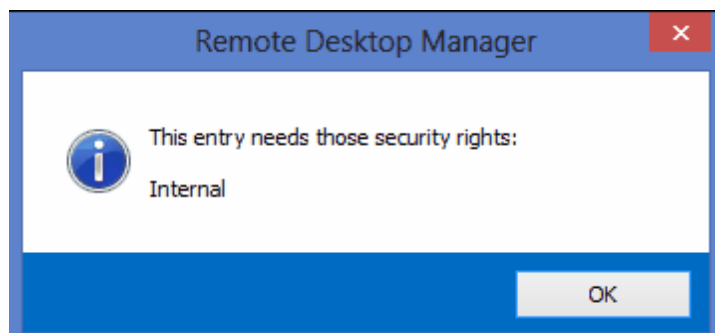 Remote Desktop Manager
This entry needs those security rights:
Internal
OK